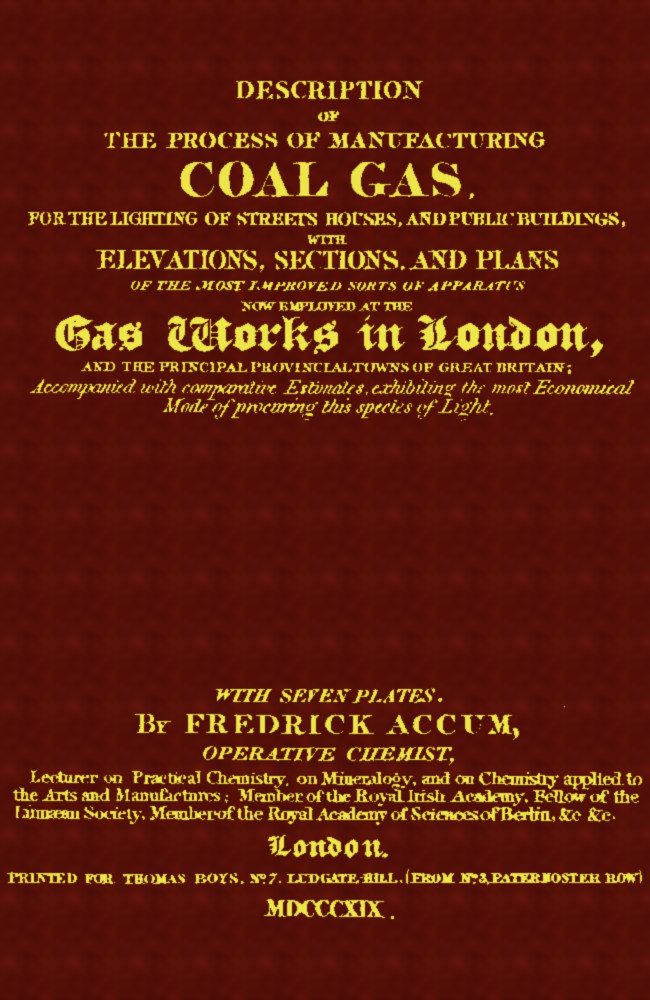 DESCRIPTION
OF
THE PROCESS OF MANUFACTURING
COAL GAS,
FOR THE LIGHTING OF STREETS HOUSES, AND PUBLIC BUILDINGS,
WITH
ELEVATIONS, SECTIONS, AND PLANS
OF THE MOST IMPROVED SORTS OF APPARATUS
NOW EMPLOYED AT THE
Gas Works in London,
AND THE PRINCIPAL PROVINCIAL TOWNS OF GREAT BRITAIN;
Accompanied with comparative Estimates, exhibiting the most Economical
Mode of procuring this species of Light.
WITH SEVEN PLATES.
By FREDRICK ACCUM,
OPERATIVE CHEMIST,
Lecturer on Practical Chemistry, on Mineralogy, and on Chemistry applied to
the Arts and Manufactures; Member of the Royal Irish Academy, Fellow of the
Linnæan Society, Member of the Royal Academy of Sciences of Berlin, &c &c.
London.
PRINTED FOR THOMAS BOYS, No. 7. LUDGATE-HILL, (FROM No. 3, PATERNOSTER ROW)
MDCCCXIX.